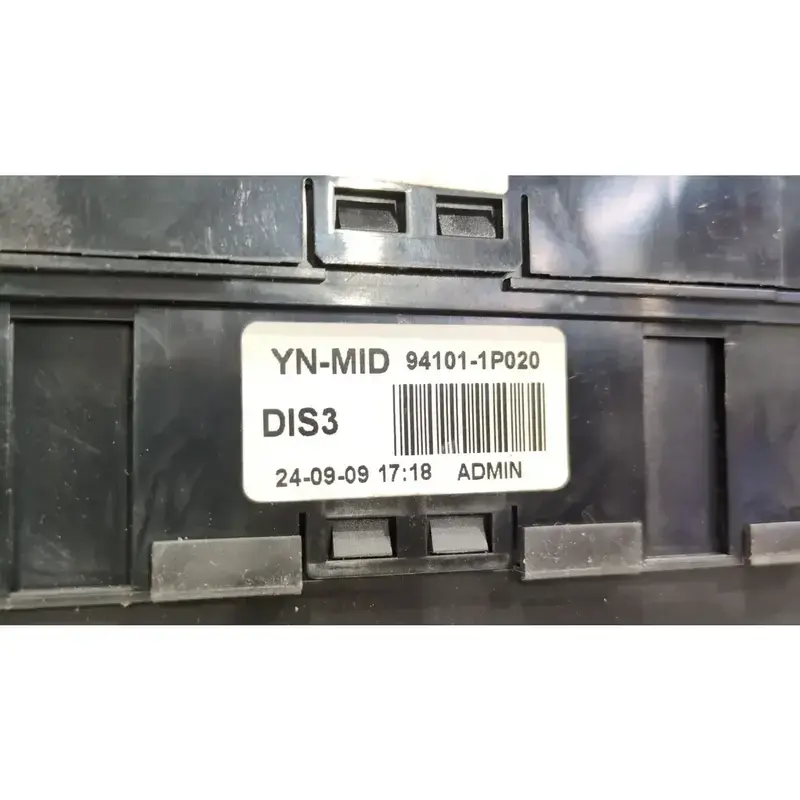 YN-MID 94101-1P020
DIS3
24-09-09 17:18 ADMIN